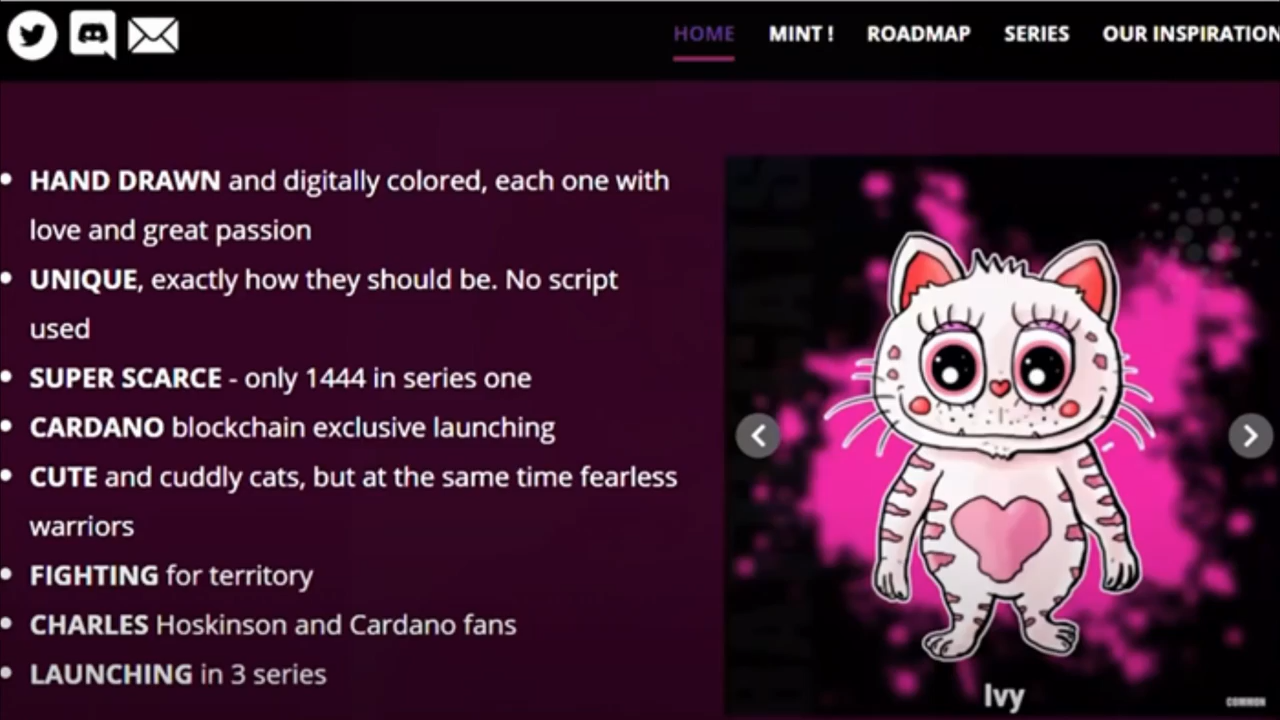 HOME MINT ! ROADMAP SERIES OUR INSPIRATION
HAND DRAWN and digitally colored, each one with
love and great passion
UNIQUE, exactly how they should be. No script
used
SUPER SCARCE - only 1444 in series one
CARDANO blockchain exclusive launching
CUTE and cuddly cats, but at the same time fearless
warriors
FIGHTING for territory
CHARLES Hoskinson and Cardano fans
LAUNCHING in 3 series
Ivy
COMMON